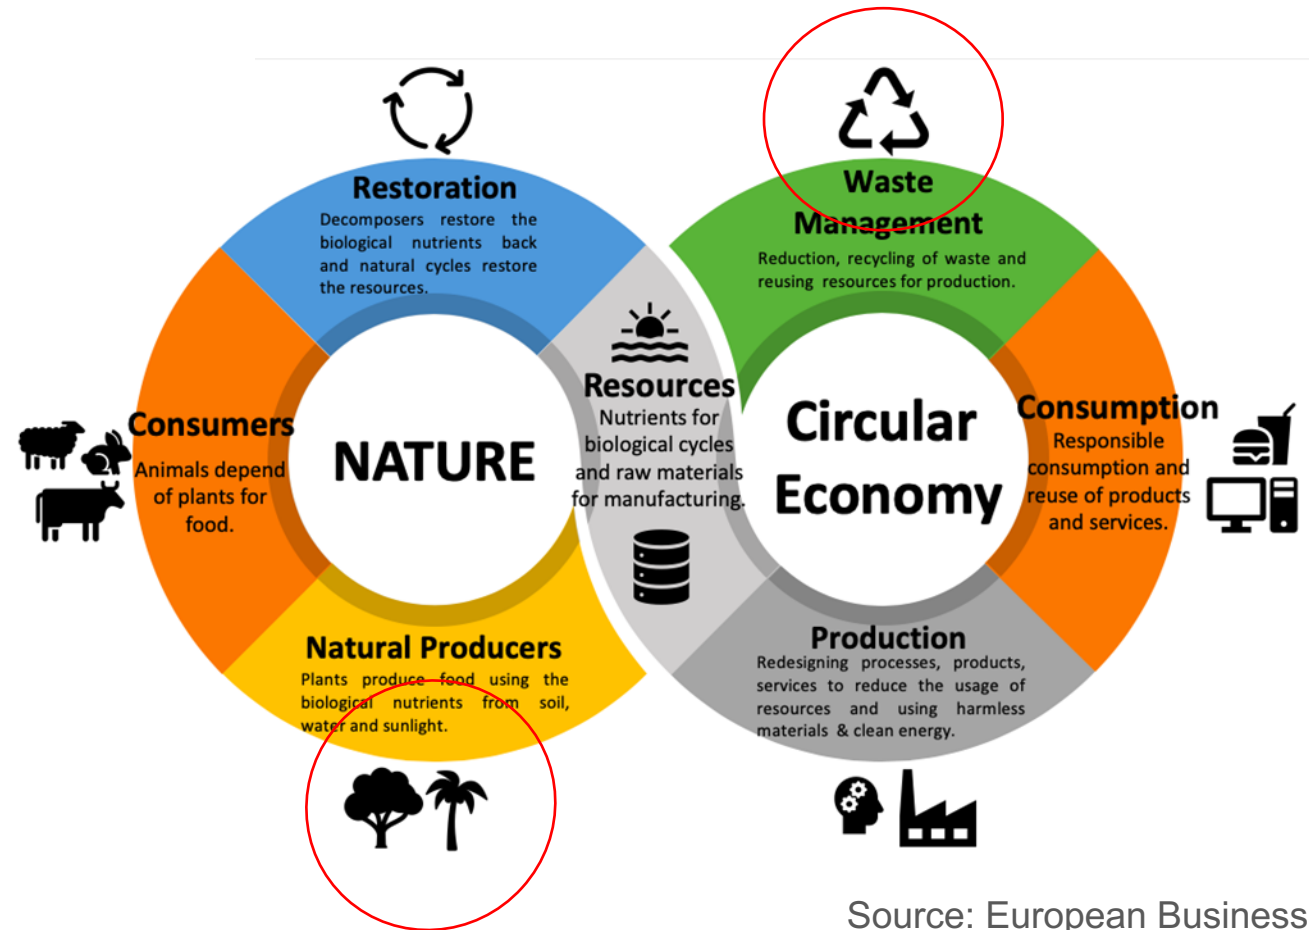 Restoration
Decomposers restore the
biological nutrients back
and natural cycles restore
the resources.
Consumers
Animals depend
of plants for
food.
NATURE
Natural Producers
Plants produce food using the
biological nutrients from soil,
water and sunlight.
Resources
Nutrients for
biological cycles
and raw materials
for manufacturing.
Waste
Management
Reduction, recycling of waste and
reusing resources for production.
Circular
Economy
Consumption
Responsible
consumption and
reuse of products
and services.
Production
Redesigning processes, products,
services to reduce the usage of
resources and using harmless
materials & clean energy.
Source: European Business